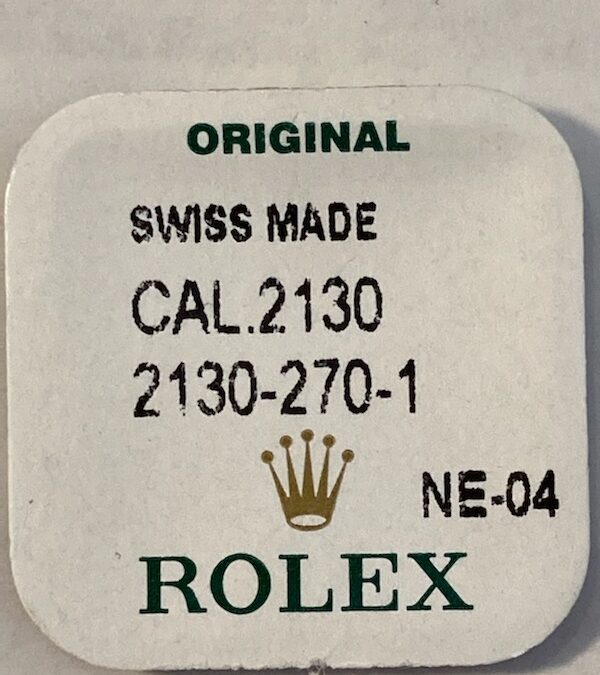 ORIGINAL
SWISS MADE
CAL.2130
2130-270-1
NE-04
ROLEX